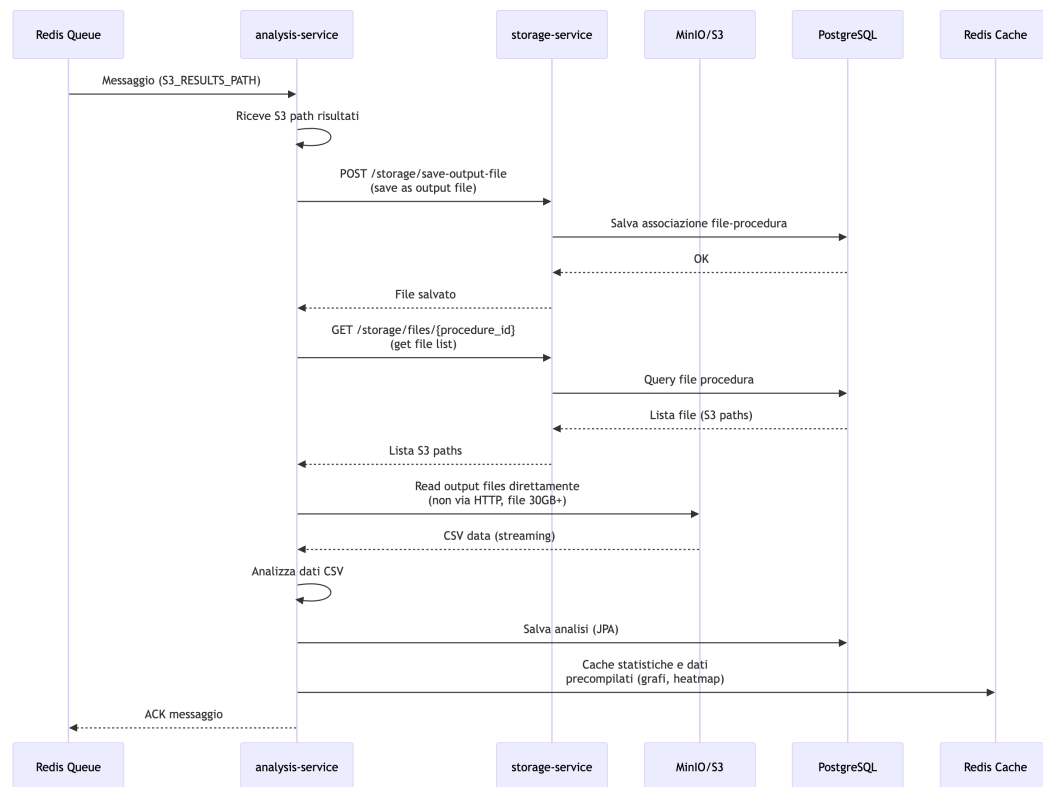 Redis Queue
analysis-service
storage-service
MinIO/S3
PostgreSQL
Redis Cache
Messaggio (S3_RESULTS_PATH)
Riceve S3 path risultati
POST /storage/save-output-file
(save as output file)
Salva associazione file-procedura
OK
File salvato
GET /storage/files/{procedure_id}
(get file list)
Query file procedura
Lista file (S3 paths)
Lista S3 paths
Read output files direttamente
(non via HTTP, file 30GB+)
CSV data (streaming)
Analizza dati CSV
Salva analisi (JPA)
Cache statistiche e dati
precompilati (grafi, heatmap)
ACK messaggio
Redis Queue
analysis-service
storage-service
MinIO/S3
PostgreSQL
Redis Cache